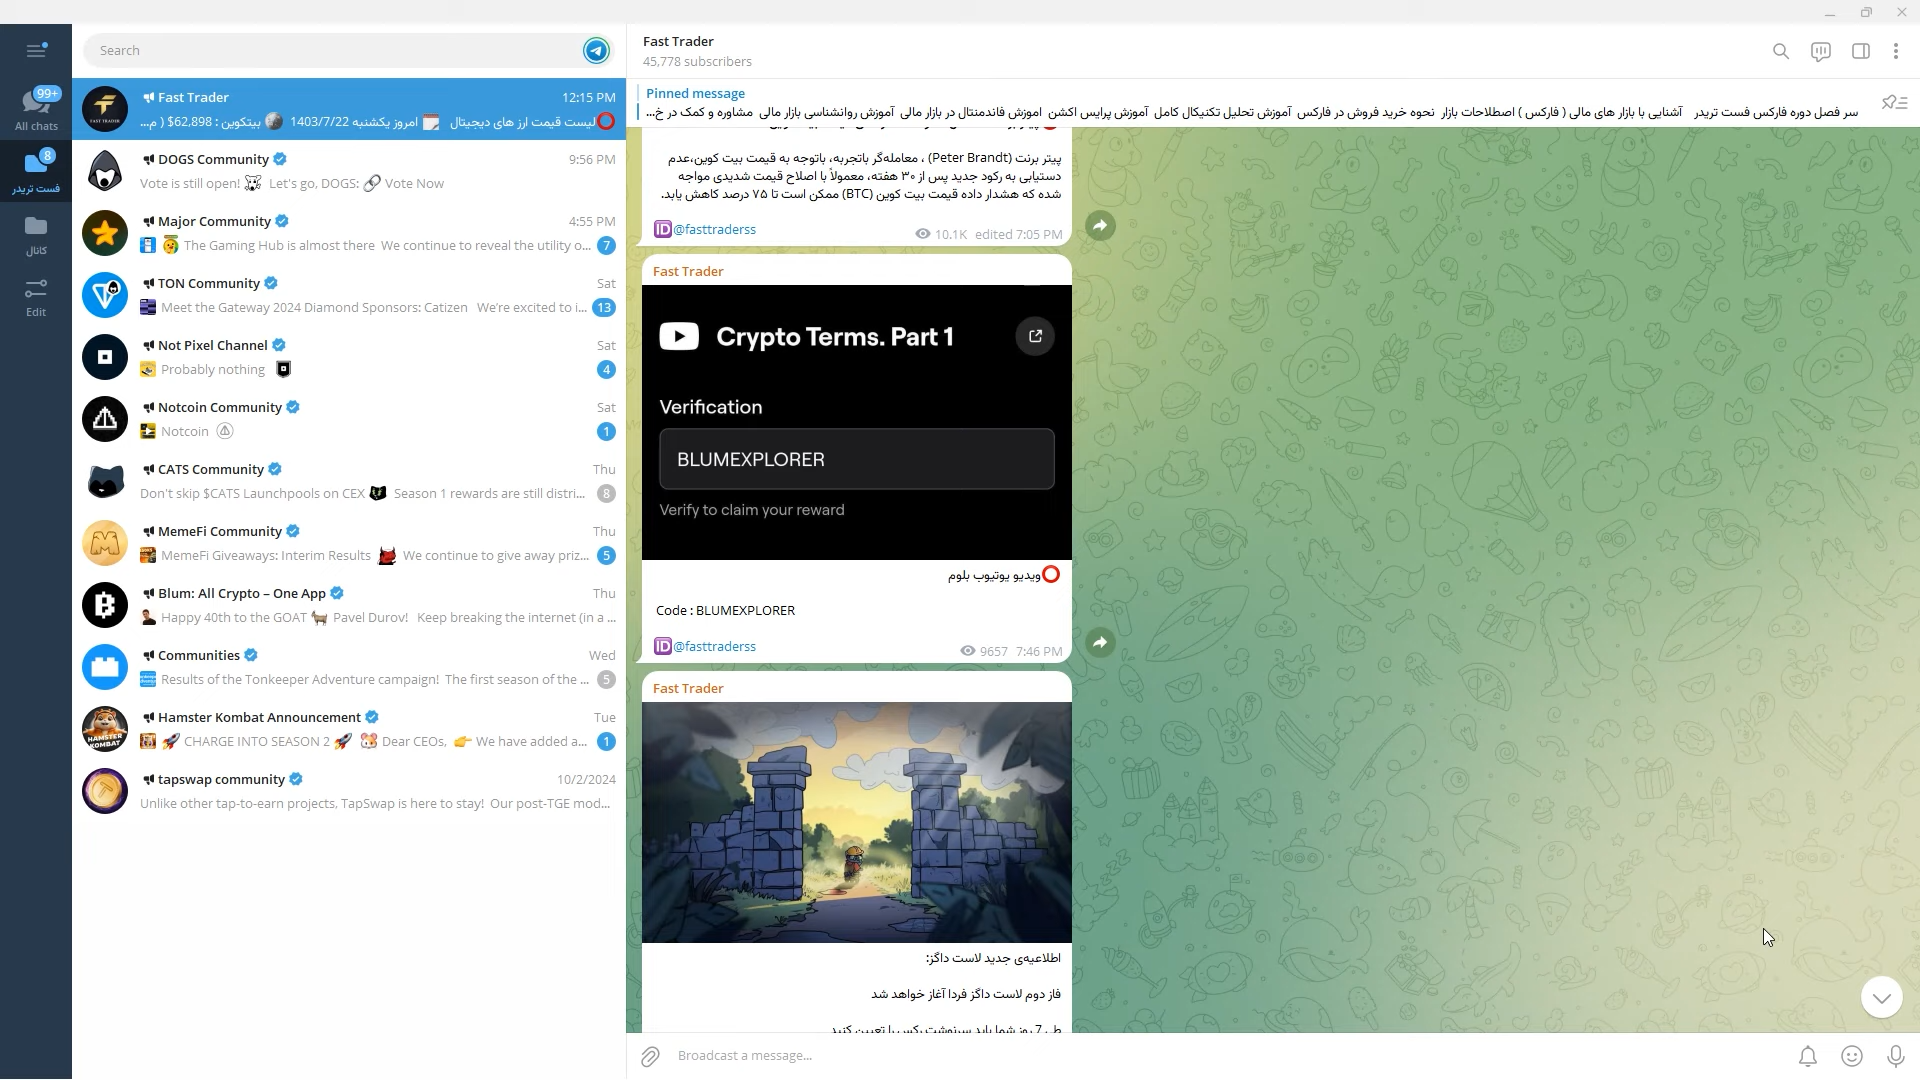 Search
99+
All chats
8
فست تریدر
کانال
Edit
Fast Trader
12:15 PM
لیست قیمت ارز های دیجیتال امروز یکشنبه 1403/7/22 بیتکوین : 62,898$ ( م...
DOGS Community
9:56 PM
Vote is still open! Let's go, DOGS: Vote Now
Major Community
4:55 PM
The Gaming Hub is almost there We continue to reveal the utility o...
7
TON Community
Sat
Meet the Gateway 2024 Diamond Sponsors: Catizen We're excited to i...
13
Not Pixel Channel
Sat
Probably nothing
4
Notcoin Community
Sat
Notcoin
1
CATS Community
Thu
Don't skip $CATS Launchpools on CEX Season 1 rewards are still distri...
8
MemeFi Community
Thu
MemeFi Giveaways: Interim Results We continue to give away priz...
5
Blum: All Crypto – One App
Thu
Happy 40th to the GOAT Pavel Durov! Keep breaking the internet (in a ...
Communities
Wed
Results of the Tonkeeper Adventure campaign! The first season of the ...
5
Hamster Kombat Announcement
Tue
CHARGE INTO SEASON 2 Dear CEOs, We have added a...
1
tapswap community
10/2/2024
Unlike other tap-to-earn projects, TapSwap is here to stay! Our post-TGE mod...
Fast Trader
45,778 subscribers
Pinned message
سر فصل دوره فارکس فست تریدر آشنایی با بازار های مالی ( فارکس ) اصطلاحات بازار نحوه خرید فروش در فارکس آموزش تحلیل تکنیکال کامل آموزش پرایس اکشن اموزش فاندمنتال در بازار مالی آموزش روانشناسی بازار مالی مشاوره و کمک در خ...
پیتر برنت (Peter Brandt) ، معامله‌گر باتجربه، باتوجه به قیمت بیت کوین،عدم
دستیابی به رکود جدید پس از ۳۰ هفته، معمولاً با اصلاح قیمت شدیدی مواجه
شده که هشدار داده قیمت بیت کوین (BTC) ممکن است تا ۷۵ درصد کاهش یابد.
ID @fasttraderss
10.1K edited 7:05 PM
Fast Trader
Crypto Terms. Part 1
Verification
BLUMEXPLORER
Verify to claim your reward
ویدیو یوتیوب بلوم
Code : BLUMEXPLORER
ID @fasttraderss
9657 7:46 PM
Fast Trader
اطلاعیه‌ی جدید لاست داگز:
فاز دوم لاست داگز فردا آغاز خواهد شد
طی 7 روز شما باید سرنوشت رکس را تعیین کنید
Broadcast a message...